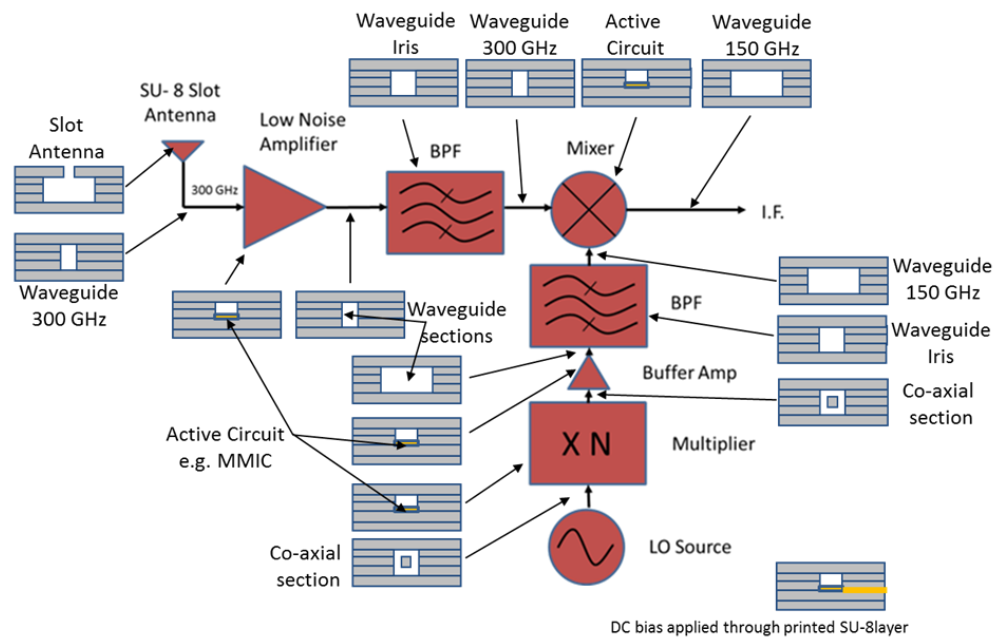 Waveguide
Iris
Waveguide
300 GHz
Active
Circuit
Waveguide
150 GHz
SU- 8 Slot
Antenna
Slot
Antenna
Low Noise
Amplifier
BPF
Mixer
300 GHz
I.F.
Waveguide
300 GHz
Waveguide
sections
BPF
Waveguide
150 GHz
Waveguide
Iris
Buffer Amp
Co-axial
section
Active Circuit
e.g. MMIC
X N
Multiplier
Co-axial
section
LO Source
DC bias applied through printed SU-8layer